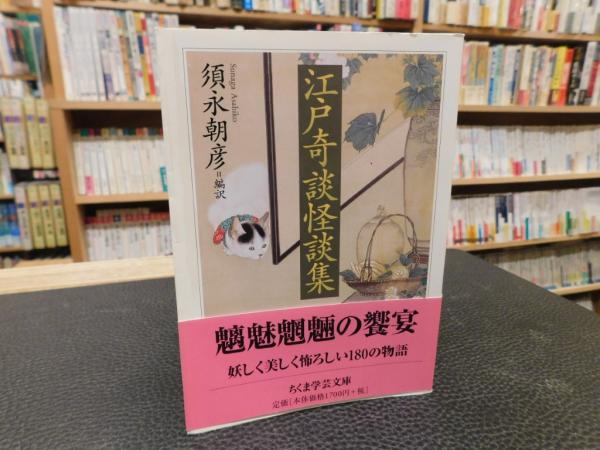 江戸奇談怪談集
須永朝彦=編訳
Sunaga Asahiko
魑魅魍魎の饗宴
妖しく美しく怖ろしい180の物語
ちくま学芸文庫
定価[本体価格1700円+税]